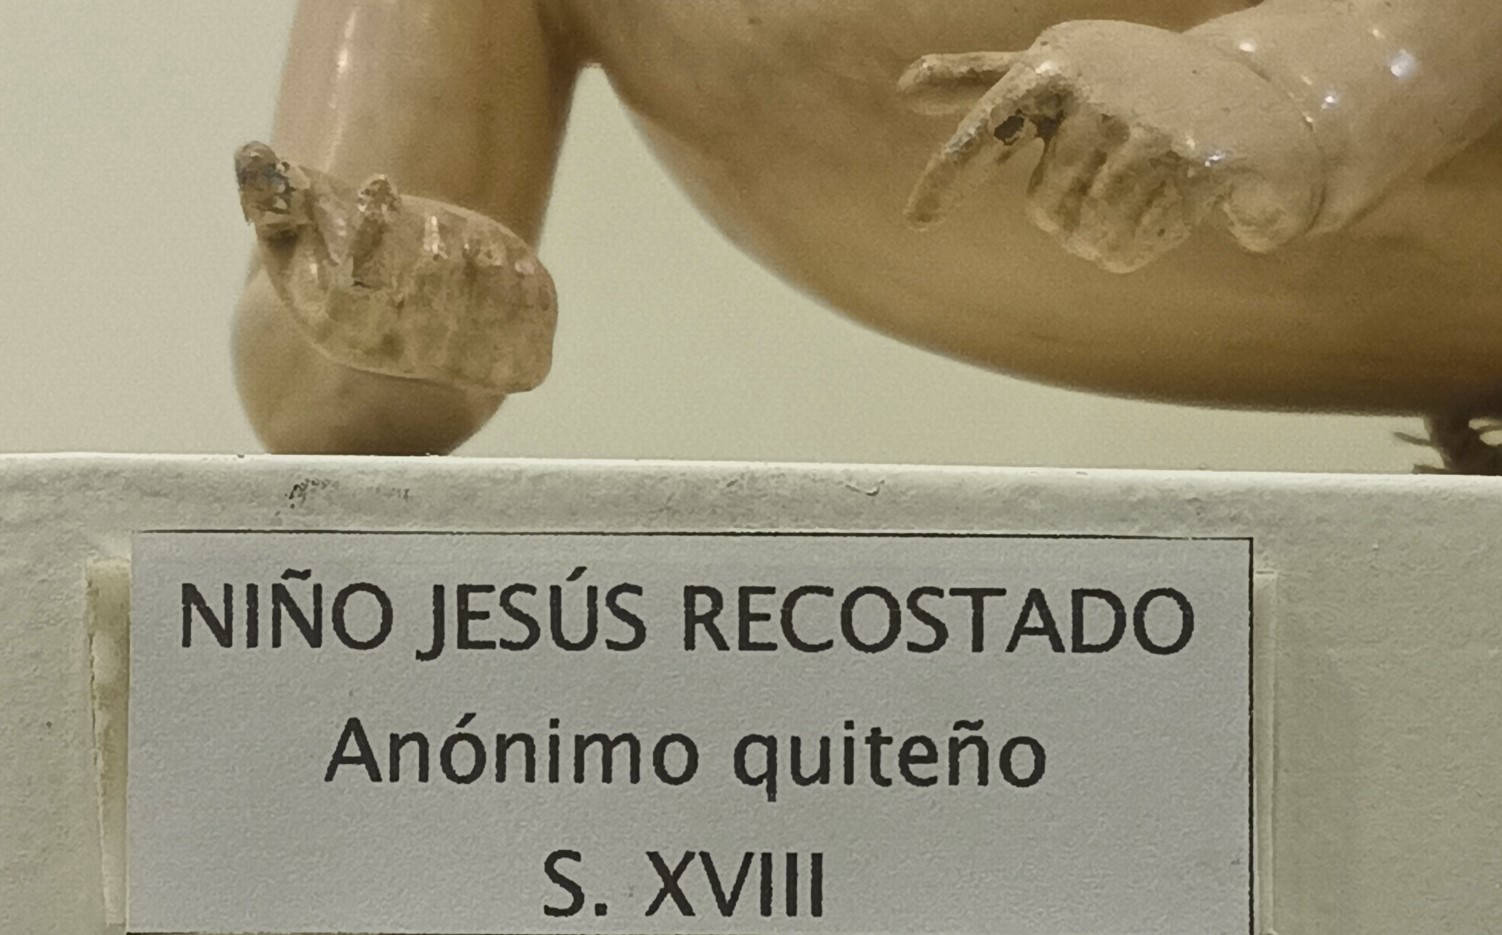 NIÑO JESÚS RECOSTADO
Anónimo quiteño
S. XVIII